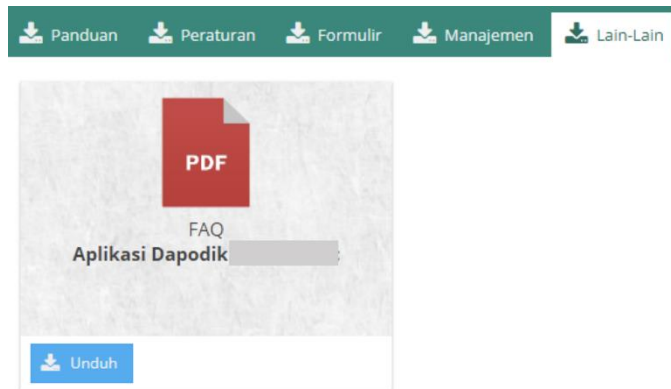 Panduan Peraturan Formulir Manajemen Lain-Lain
PDF
FAQ
Aplikasi Dapodik
Unduh